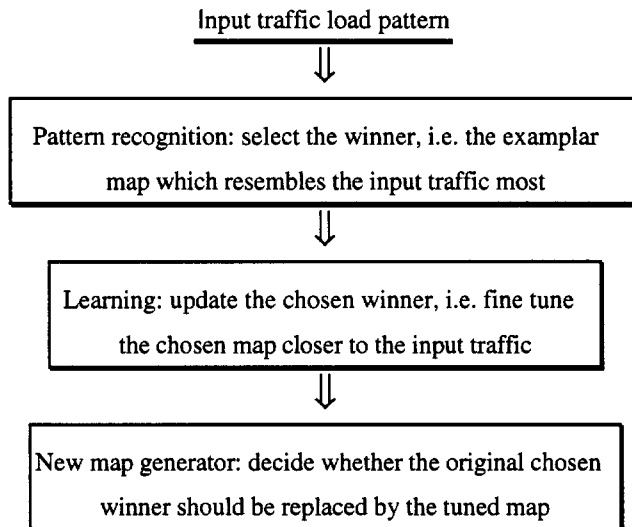 Input traffic load pattern
Pattern recognition: select the winner, i.e. the examplar
map which resembles the input traffic most
Learning: update the chosen winner, i.e. fine tune
the chosen map closer to the input traffic
New map generator: decide whether the original chosen
winner should be replaced by the tuned map